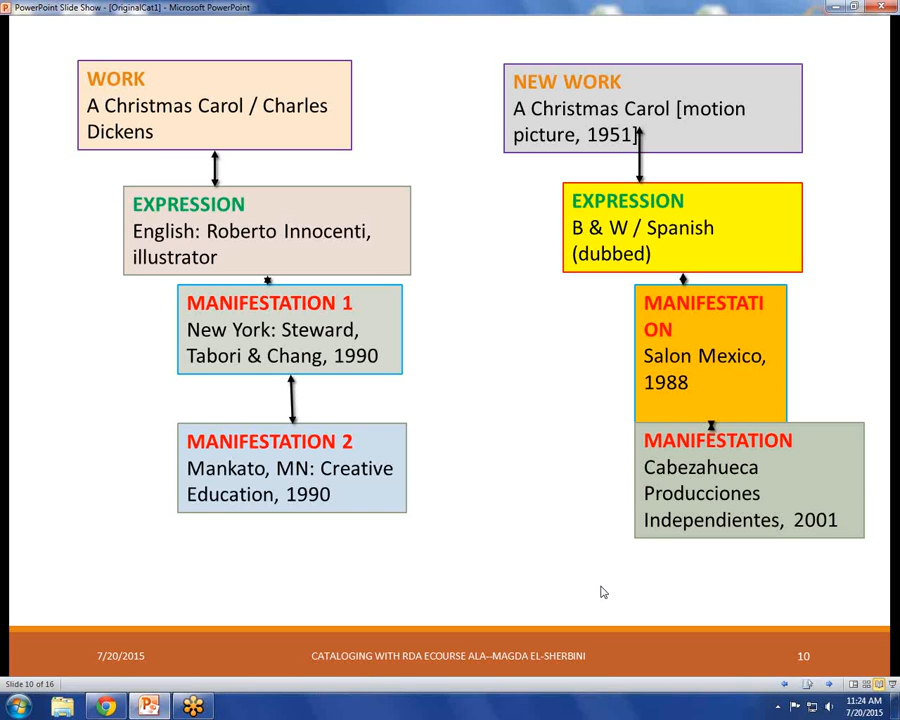 PowerPoint Slide Show - [OriginalCat1] - Microsoft PowerPoint
WORK
A Christmas Carol / Charles
Dickens
EXPRESSION
English: Roberto Innocenti,
illustrator
MANIFESTATION 1
New York: Steward,
Tabori & Chang, 1990
MANIFESTATION 2
Mankato, MN: Creative
Education, 1990
NEW WORK
A Christmas Carol [motion
picture, 1951]
EXPRESSION
B & W / Spanish
(dubbed)
MANIFESTATI
ON
Salon Mexico,
1988
MANIFESTATION
Cabezahueca
Producciones
Independientes, 2001
7/20/2015
CATALOGING WITH RDA ECOURSE ALA--MAGDA EL-SHERBINI
10
Slide 10 of 16
11:24 AM
7/20/2015